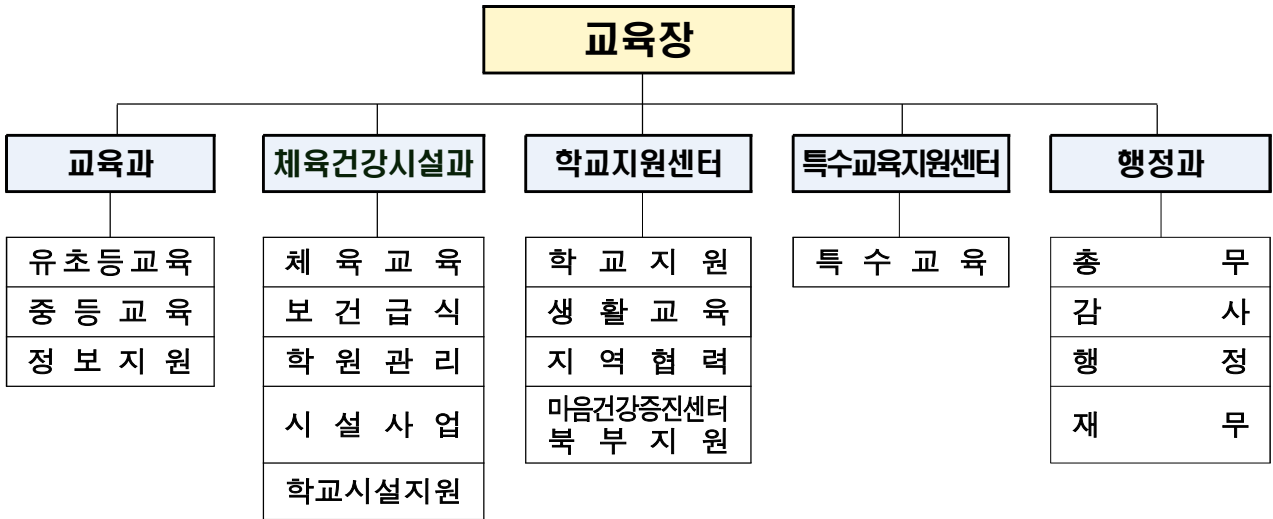 교육장
교육과
체육건강시설과
학교지원센터
특수교육지원센터
행정과
유초등교육
중등교육
정보지원
체육교육
보건급식
학원관리
시설사업
학교시설지원
학교지원
생활교육
지역협력
마음건강증진센터
북부지원
특수교육
총무
감사
행정
재무